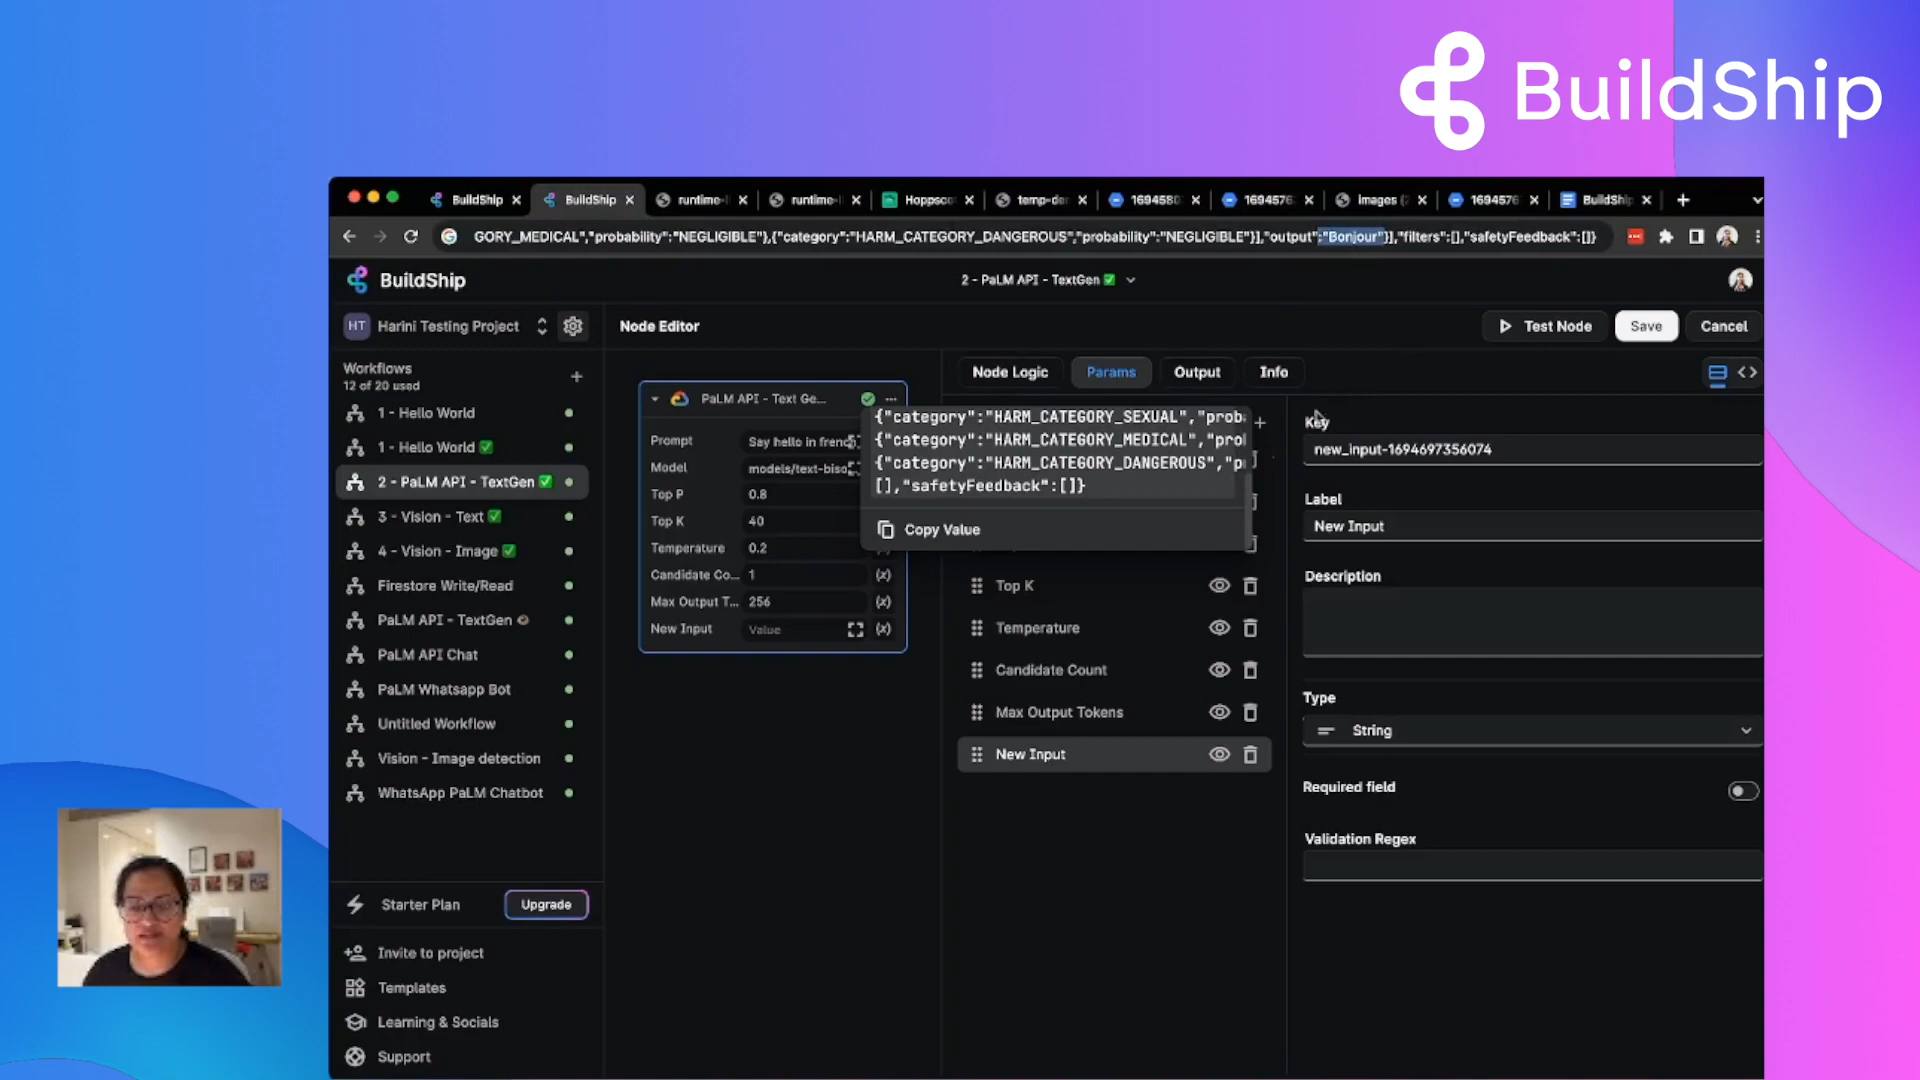 BuildShip
BuildShip
BuildShip
runtime-
runtime-
Hoppsco
temp-der
1694580
1694576
Images (
1694576
BuildShip
GORY_MEDICAL","probability":"NEGLIGIBLE"},{"category":"HARM_CATEGORY_DANGEROUS","probability":"NEGLIGIBLE"}],"output":"Bonjour"}],"filters":[],"safetyFeedback":[]}
BuildShip
2 - PaLM API - TextGen
HT Harini Testing Project
Node Editor
Test Node
Save
Cancel
Workflows
12 of 20 used
1 - Hello World
1 - Hello World
2 - PaLM API - TextGen
3 - Vision - Text
4 - Vision - Image
Firestore Write/Read
PaLM API - TextGen
PaLM API Chat
PaLM Whatsapp Bot
Untitled Workflow
Vision - Image detection
WhatsApp PaLM Chatbot
Starter Plan
Upgrade
Invite to project
Templates
Learning & Socials
Support
PaLM API - Text Ge...
Prompt Say hello in french
Model models/text-biso
Top P 0.8
Top K 40
Temperature 0.2
Candidate Co... 1 (x)
Max Output T... 256 (x)
New Input Value (x)
Node Logic
Params
Output
Info
{"category":"HARM_CATEGORY_SEXUAL","prob
{"category":"HARM_CATEGORY_MEDICAL","pro
{"category":"HARM_CATEGORY_DANGEROUS","p
[],"safetyFeedback":[]}
Copy Value
Top K
Temperature
Candidate Count
Max Output Tokens
New Input
Key
new_input-1694697356074
Label
New Input
Description
Type
String
Required field
Validation Regex